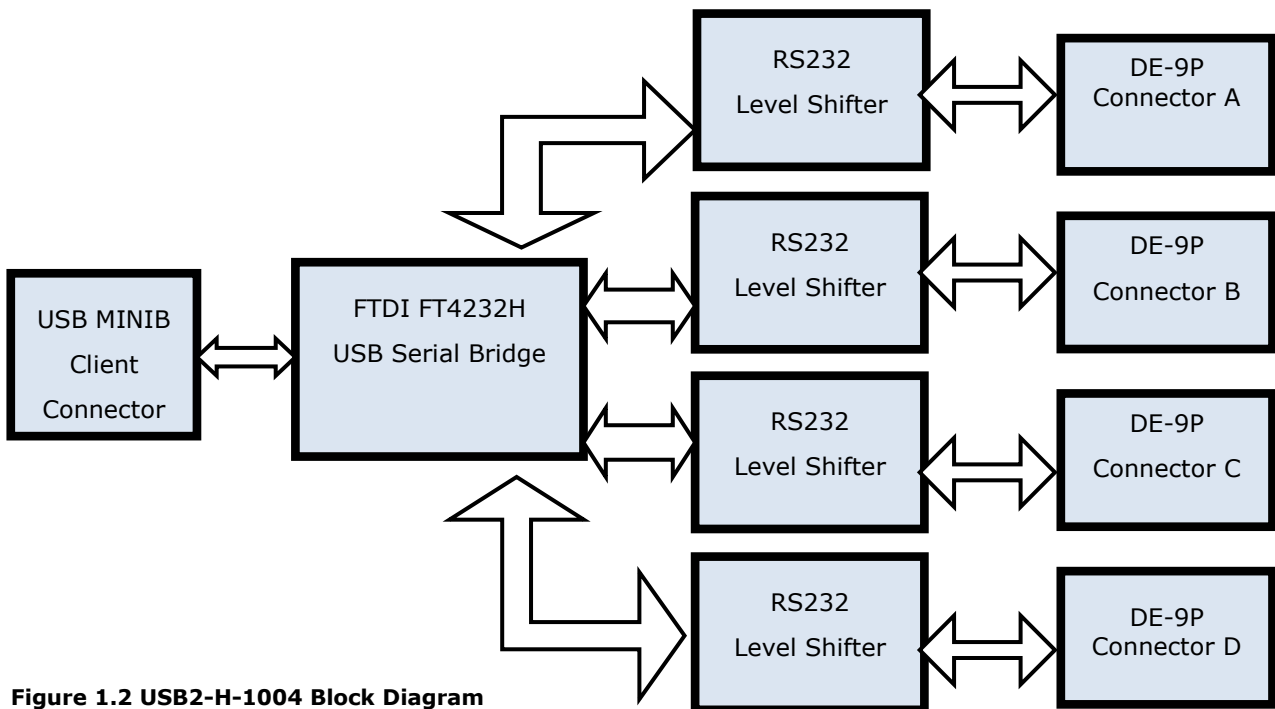 RS232
Level Shifter
DE-9P
Connector A
RS232
Level Shifter
DE-9P
Connector B
USB MINIB
Client
Connector
FTDI FT4232H
USB Serial Bridge
RS232
Level Shifter
DE-9P
Connector C
RS232
Level Shifter
DE-9P
Connector D
Figure 1.2 USB2-H-1004 Block Diagram